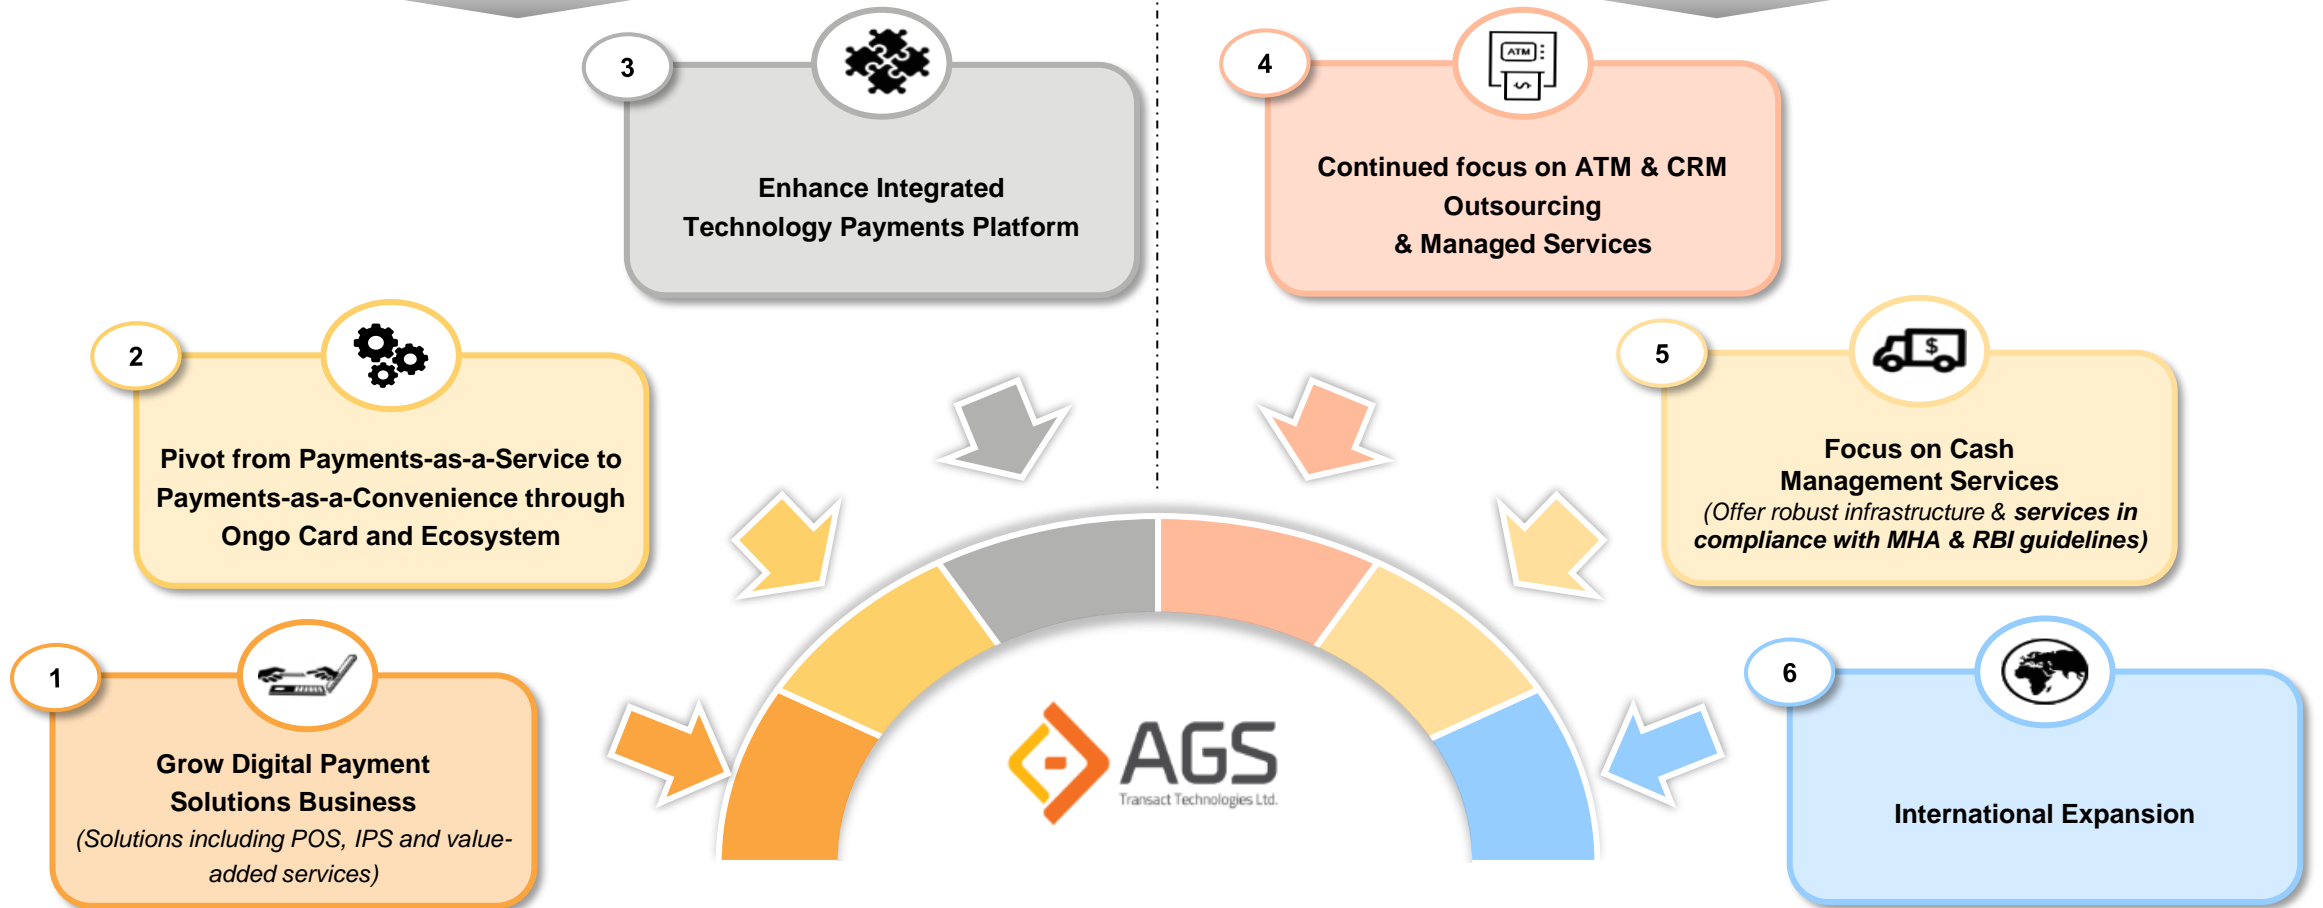 3
Enhance Integrated
Technology Payments Platform
4
ATM
$
Continued focus on ATM & CRM
Outsourcing
& Managed Services
2
Pivot from Payments-as-a-Service to
Payments-as-a-Convenience through
Ongo Card and Ecosystem
5
$
Focus on Cash
Management Services
(Offer robust infrastructure & services in
compliance with MHA & RBI guidelines)
1
Grow Digital Payment
Solutions Business
(Solutions including POS, IPS and value-
added services)
AGS
Transact Technologies Ltd.
6
International Expansion